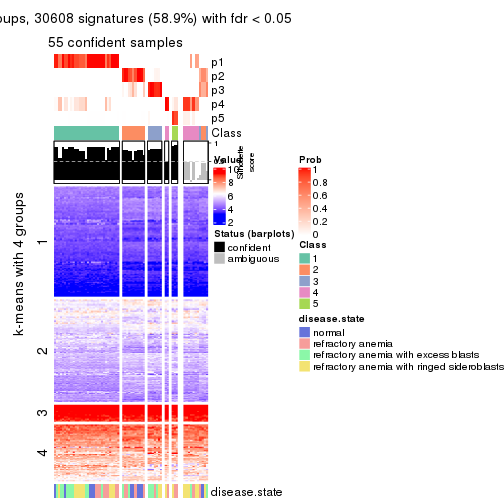 oups, 30608 signatures (58.9%) with fdr < 0.05
55 confident samples
p1
p2
p3
p4
p5
Class
1
Silhouette
score
Value
10
8
6
4
2
Status (barplots)
confident
ambiguous
Prob
1
0.8
0.6
0.4
0.2
0
Class
1
2
3
4
5
disease.state
normal
refractory anemia
refractory anemia with excess blasts
refractory anemia with ringed sideroblasts
k-means with 4 groups
1
2
3
4
disease.state